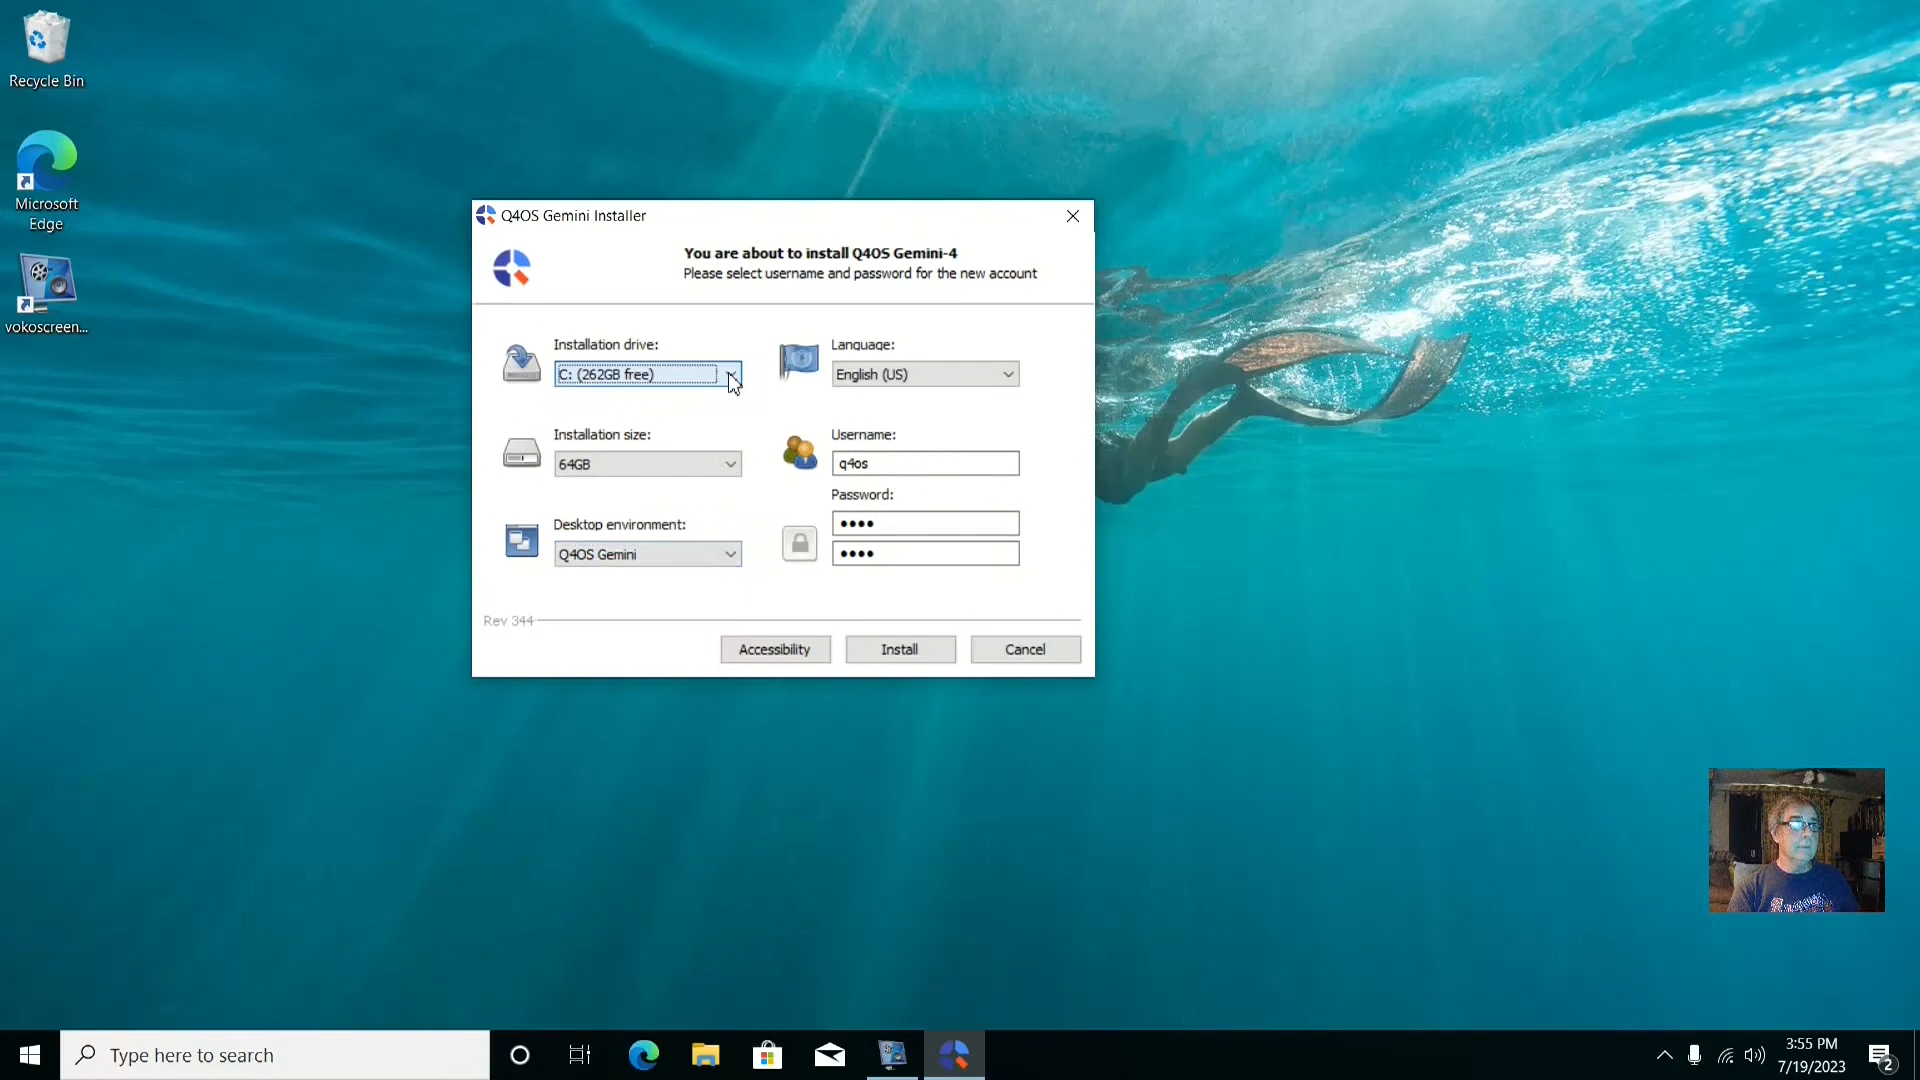 Recycle Bin
Microsoft
Edge
vokoscreen...
Q4OS Gemini Installer
You are about to install Q4OS Gemini-4
Please select username and password for the new account
Installation drive:
C: (262GB free)
Language:
English (US)
Installation size:
64GB
Username:
q4os
Password:
••••
••••
Desktop environment:
Q4OS Gemini
Rev 344
Accessibility
Install
Cancel
Type here to search
3:55 PM
7/19/2023
2